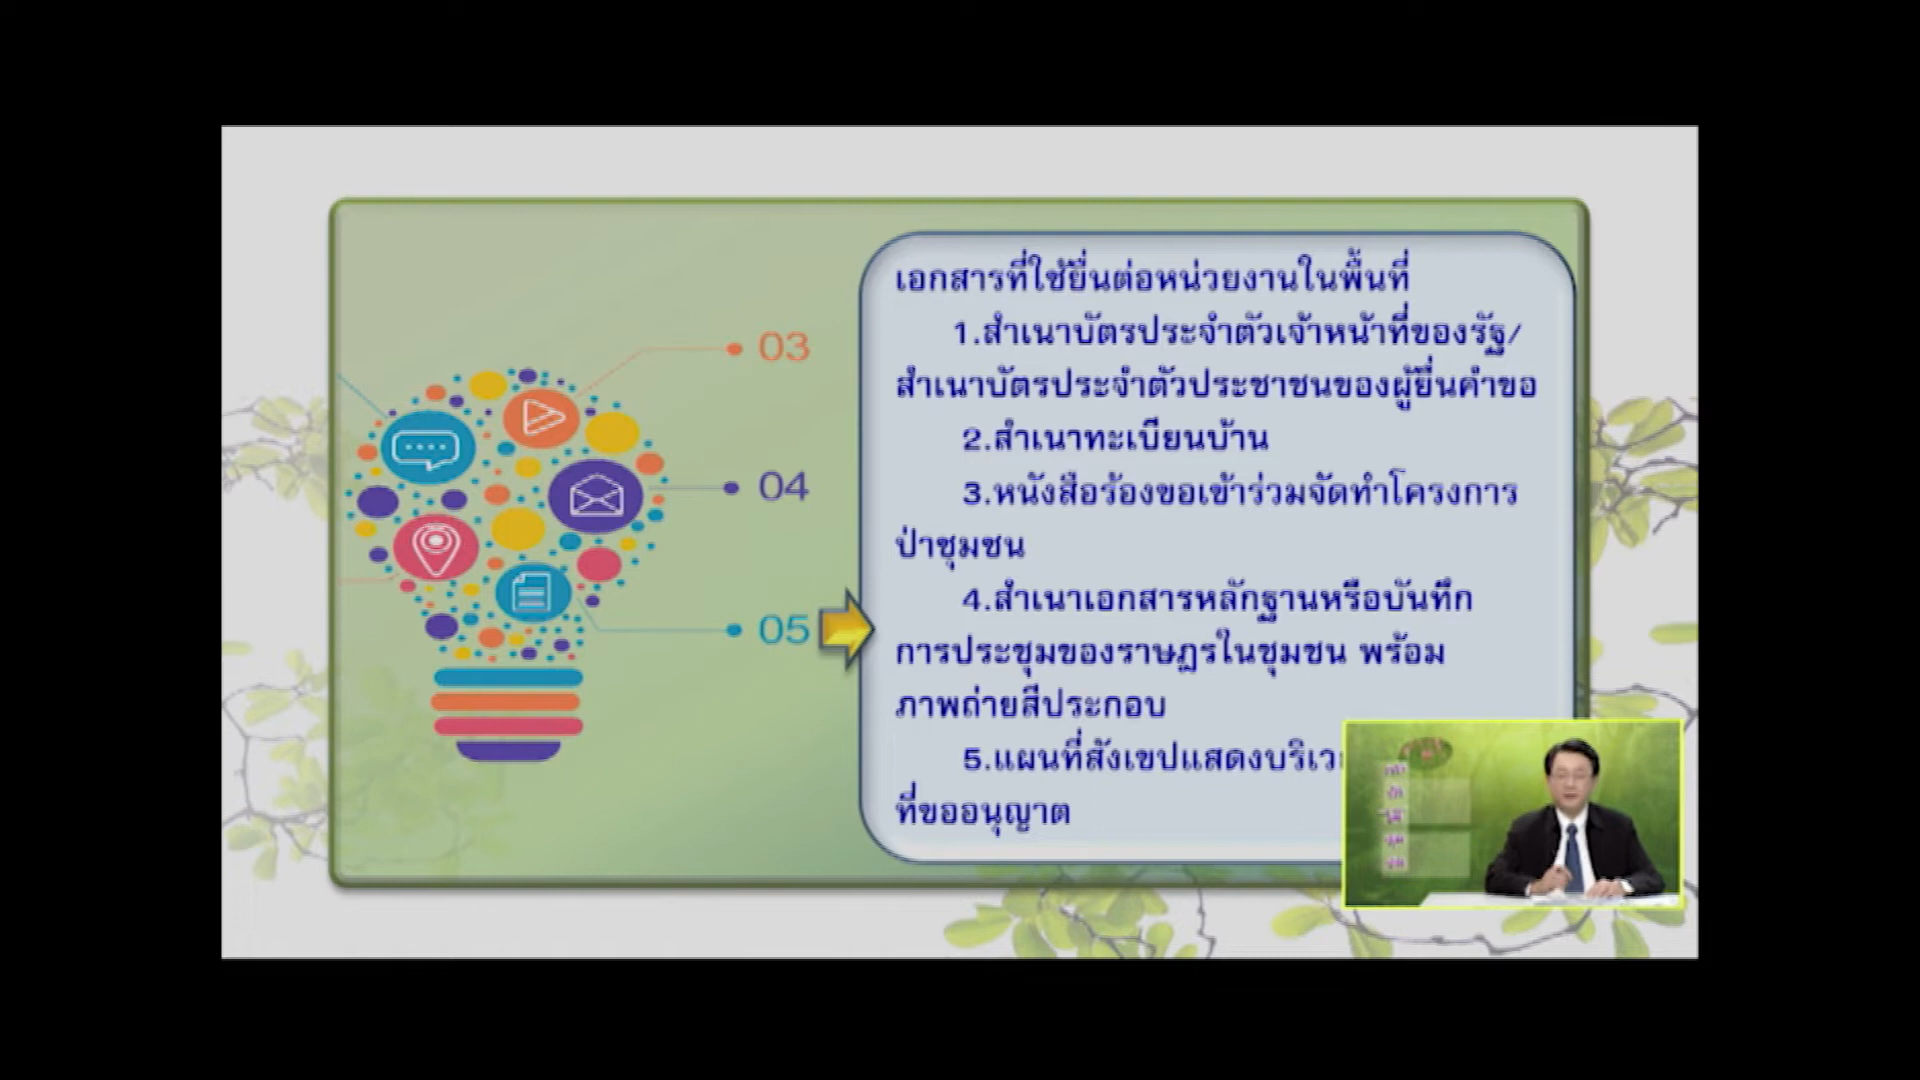 03
04
05
เอกสารที่ใช้ยื่นต่อหน่วยงานในพื้นที่
1.สำเนาบัตรประจำตัวเจ้าหน้าที่ของรัฐ/
สำเนาบัตรประจำตัวประชาชนของผู้ยื่นคำขอ
2.สำเนาทะเบียนบ้าน
3.หนังสือร้องขอเข้าร่วมจัดทำโครงการ
ป่าชุมชน
4.สำเนาเอกสารหลักฐานหรือบันทึก
การประชุมของราษฎรในชุมชน พร้อม
ภาพถ่ายสีประกอบ
5.แผนที่สังเขปแสดง
ที่ขออนุญาต